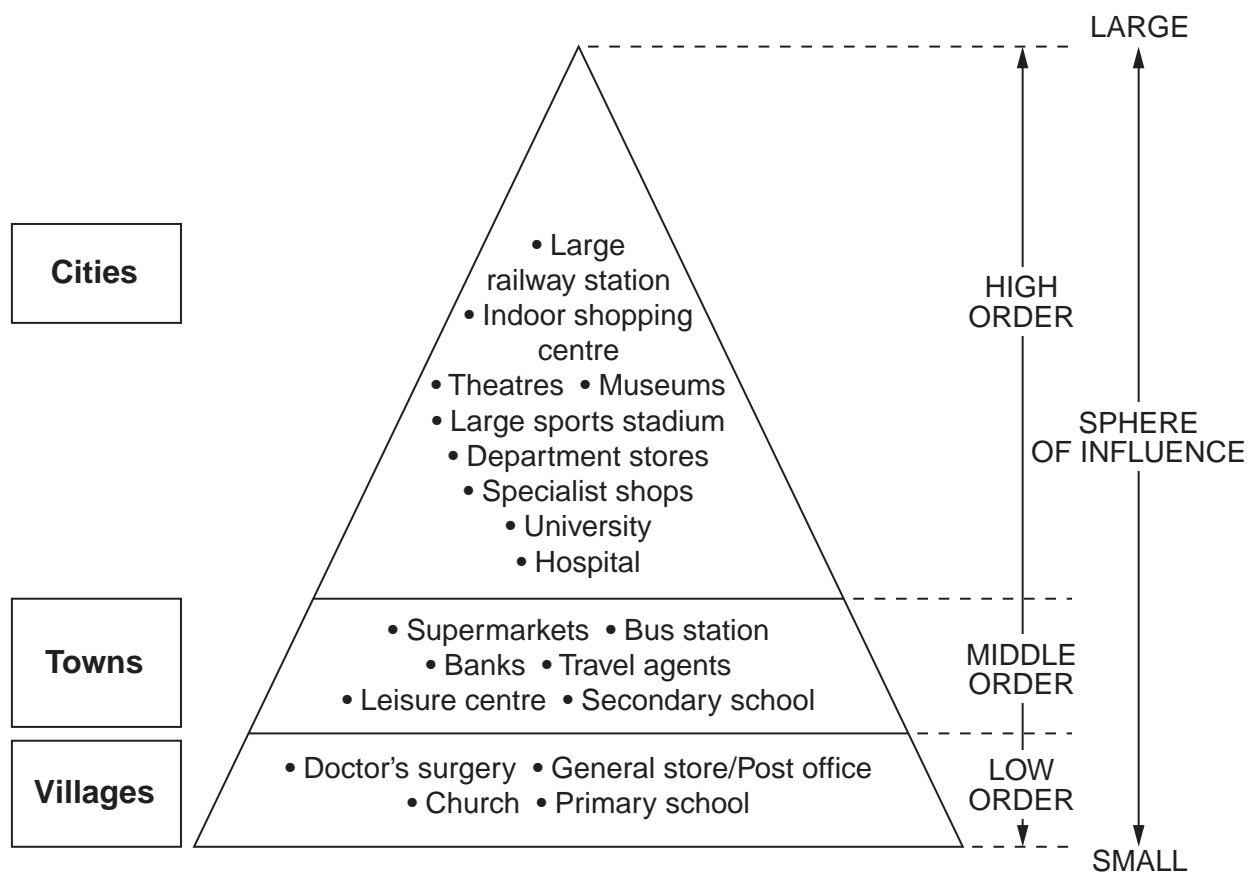 LARGE
Cities
• Large
railway station
• Indoor shopping
centre
• Theatres • Museums
• Large sports stadium
• Department stores
• Specialist shops
• University
• Hospital
HIGH
ORDER
SPHERE
OF INFLUENCE
Towns
• Supermarkets • Bus station
• Banks • Travel agents
• Leisure centre • Secondary school
MIDDLE
ORDER
Villages
• Doctor's surgery • General store/Post office
• Church • Primary school
LOW
ORDER
SMALL